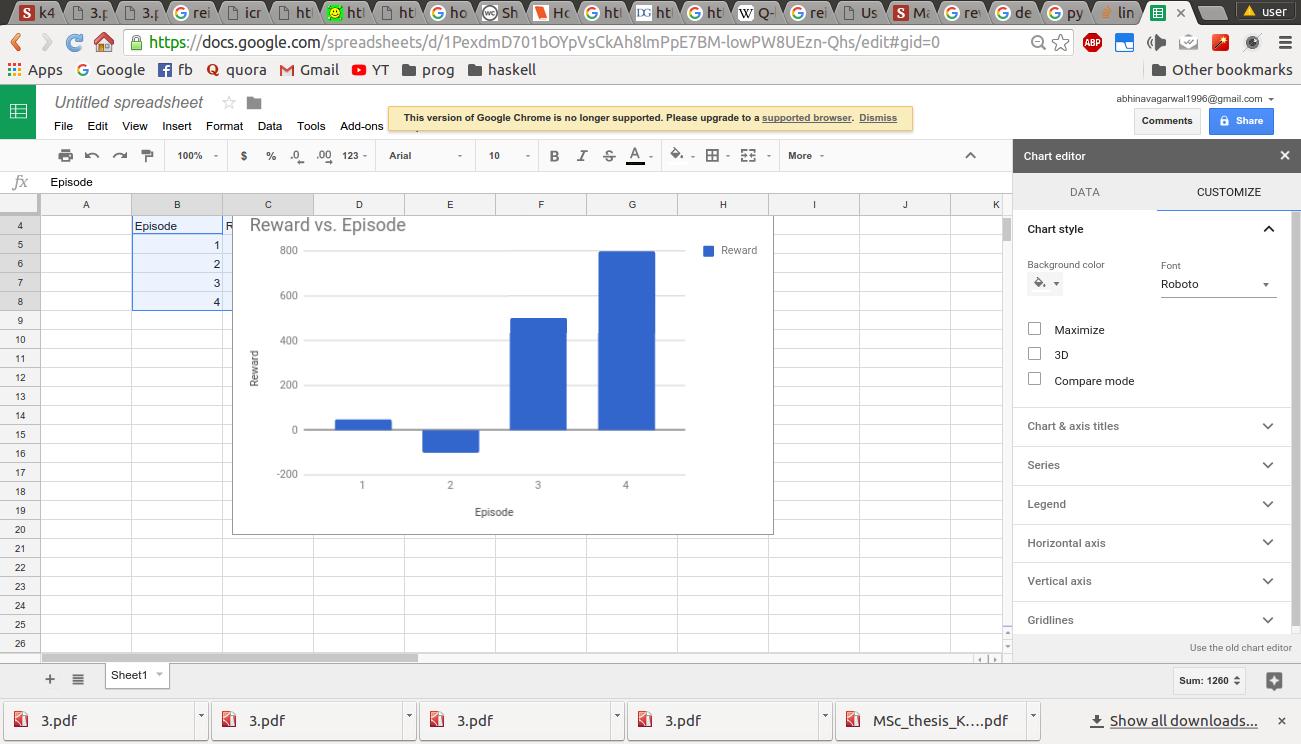 k4 3.p 3.p rei icr htl htl htl ho Sh Ho htl htl htl Q- rei Us Ma re de py lin user
https://docs.google.com/spreadsheets/d/1PexdmD701bOYpVsCkAh8lmPpE7BM-lowPW8UEzn-Qhs/edit#gid=0
Apps Google fb quora Gmail YT prog haskell Other bookmarks
Untitled spreadsheet
abhinavagarwal1996@gmail.com
This version of Google Chrome is no longer supported. Please upgrade to a supported browser. Dismiss
File Edit View Insert Format Data Tools Add-ons
Comments Share
100% $ % .0 .00 123 Arial 10 B I S A More
fx Episode
A B C D E F G H I J K
4 Episode R
5 1
6 2
7 3
8 4
9
10
11
12
13
14
15
16
17
18
19
20
21
22
23
24
25
26
Reward vs. Episode
Reward
800
600
400
200
0
-200
Reward
1 2 3 4
Episode
Chart editor
DATA CUSTOMIZE
Chart style
Background color Font
Roboto
Maximize
3D
Compare mode
Chart & axis titles
Series
Legend
Horizontal axis
Vertical axis
Gridlines
Use the old chart editor
Sheet1 Sum: 1260
3.pdf 3.pdf 3.pdf 3.pdf MSc_thesis_K....pdf Show all downloads...